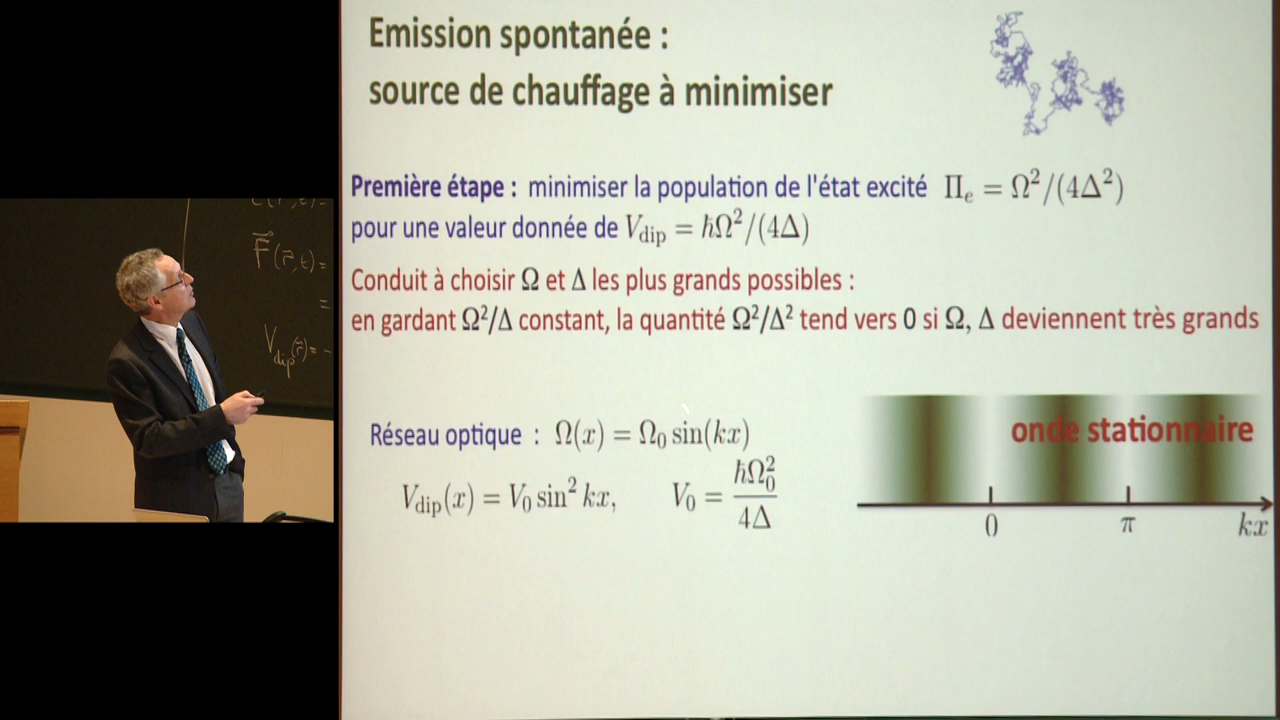 Emission spontanée :
source de chauffage à minimiser
Première étape : minimiser la population de l'état excité Πₑ = Ω²/(4Δ²)
pour une valeur donnée de V_dip = ħΩ²/(4Δ)
Conduit à choisir Ω et Δ les plus grands possibles :
en gardant Ω²/Δ constant, la quantité Ω²/Δ² tend vers 0 si Ω, Δ deviennent très grands
Réseau optique : Ω(x) = Ω₀ sin(kx)
V_dip(x) = V₀ sin² kx, V₀ = ħΩ₀²/4Δ
onde stationnaire
0 π kx
F⃗(r⃗,t) =
=
V_dip(r⃗) = -